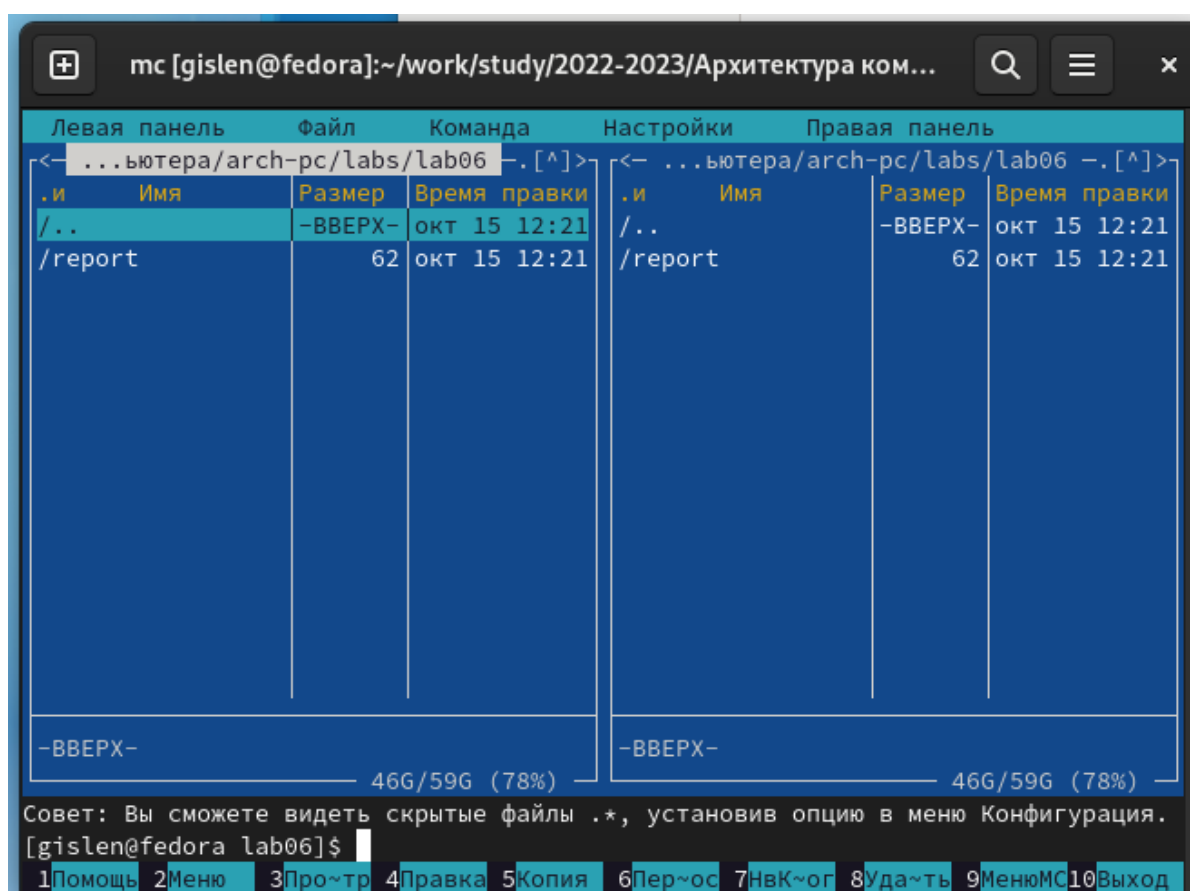 mc [gislen@fedora]:~/work/study/2022-2023/Архитектура ком...
Левая панель Файл Команда Настройки Правая панель
<— ...ьютера/arch-pc/labs/lab06 —.[^]> <— ...ьютера/arch-pc/labs/lab06 —.[^]>
.и Имя Размер Время правки .и Имя Размер Время правки
/.. -ВВЕРХ- окт 15 12:21 /.. -ВВЕРХ- окт 15 12:21
/report 62 окт 15 12:21 /report 62 окт 15 12:21
-ВВЕРХ- -ВВЕРХ-
46G/59G (78%) 46G/59G (78%)
Совет: Вы сможете видеть скрытые файлы .*, установив опцию в меню Конфигурация.
[gislen@fedora lab06]$
1Помощь 2Меню 3Про~тр 4Правка 5Копия 6Пер~ос 7НвК~ог 8Уда~ть 9МенюMC10Выход